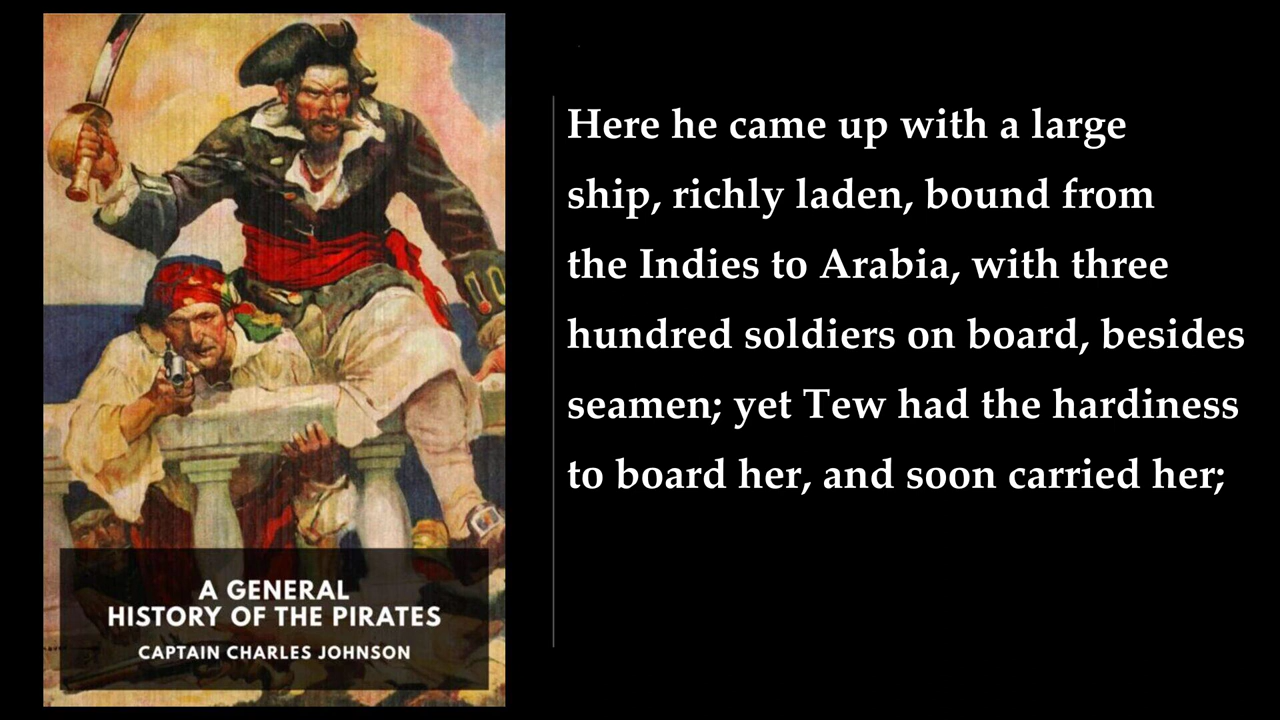 A GENERAL
HISTORY OF THE PIRATES
CAPTAIN CHARLES JOHNSON
Here he came up with a large
ship, richly laden, bound from
the Indies to Arabia, with three
hundred soldiers on board, besides
seamen; yet Tew had the hardiness
to board her, and soon carried her;